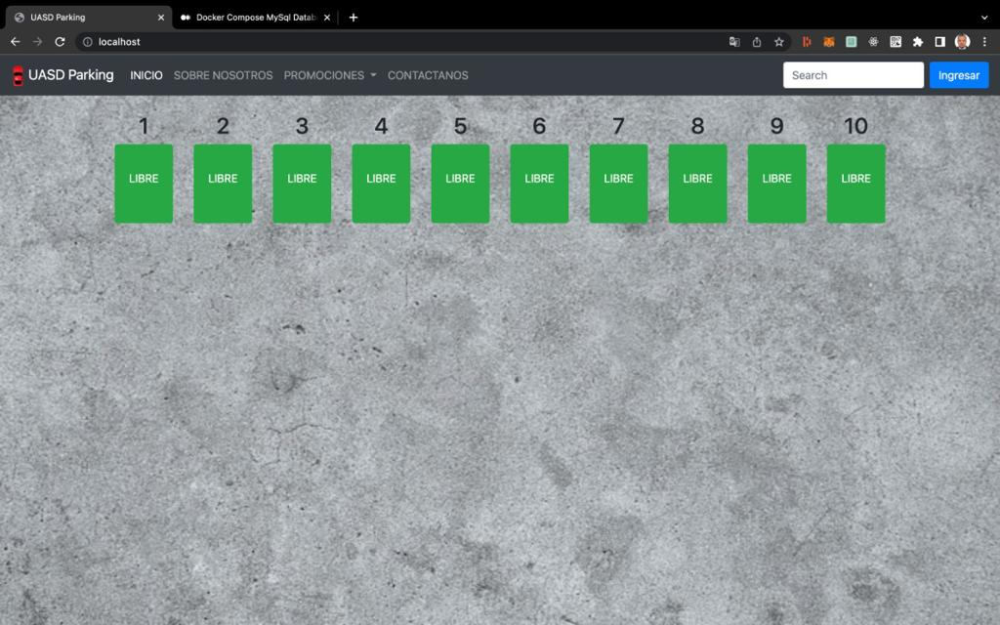 UASD Parking
Docker Compose MySql Datab
localhost
UASD Parking INICIO SOBRE NOSOTROS PROMOCIONES CONTACTANOS Search Ingresar
1 2 3 4 5 6 7 8 9 10
LIBRE LIBRE LIBRE LIBRE LIBRE LIBRE LIBRE LIBRE LIBRE LIBRE